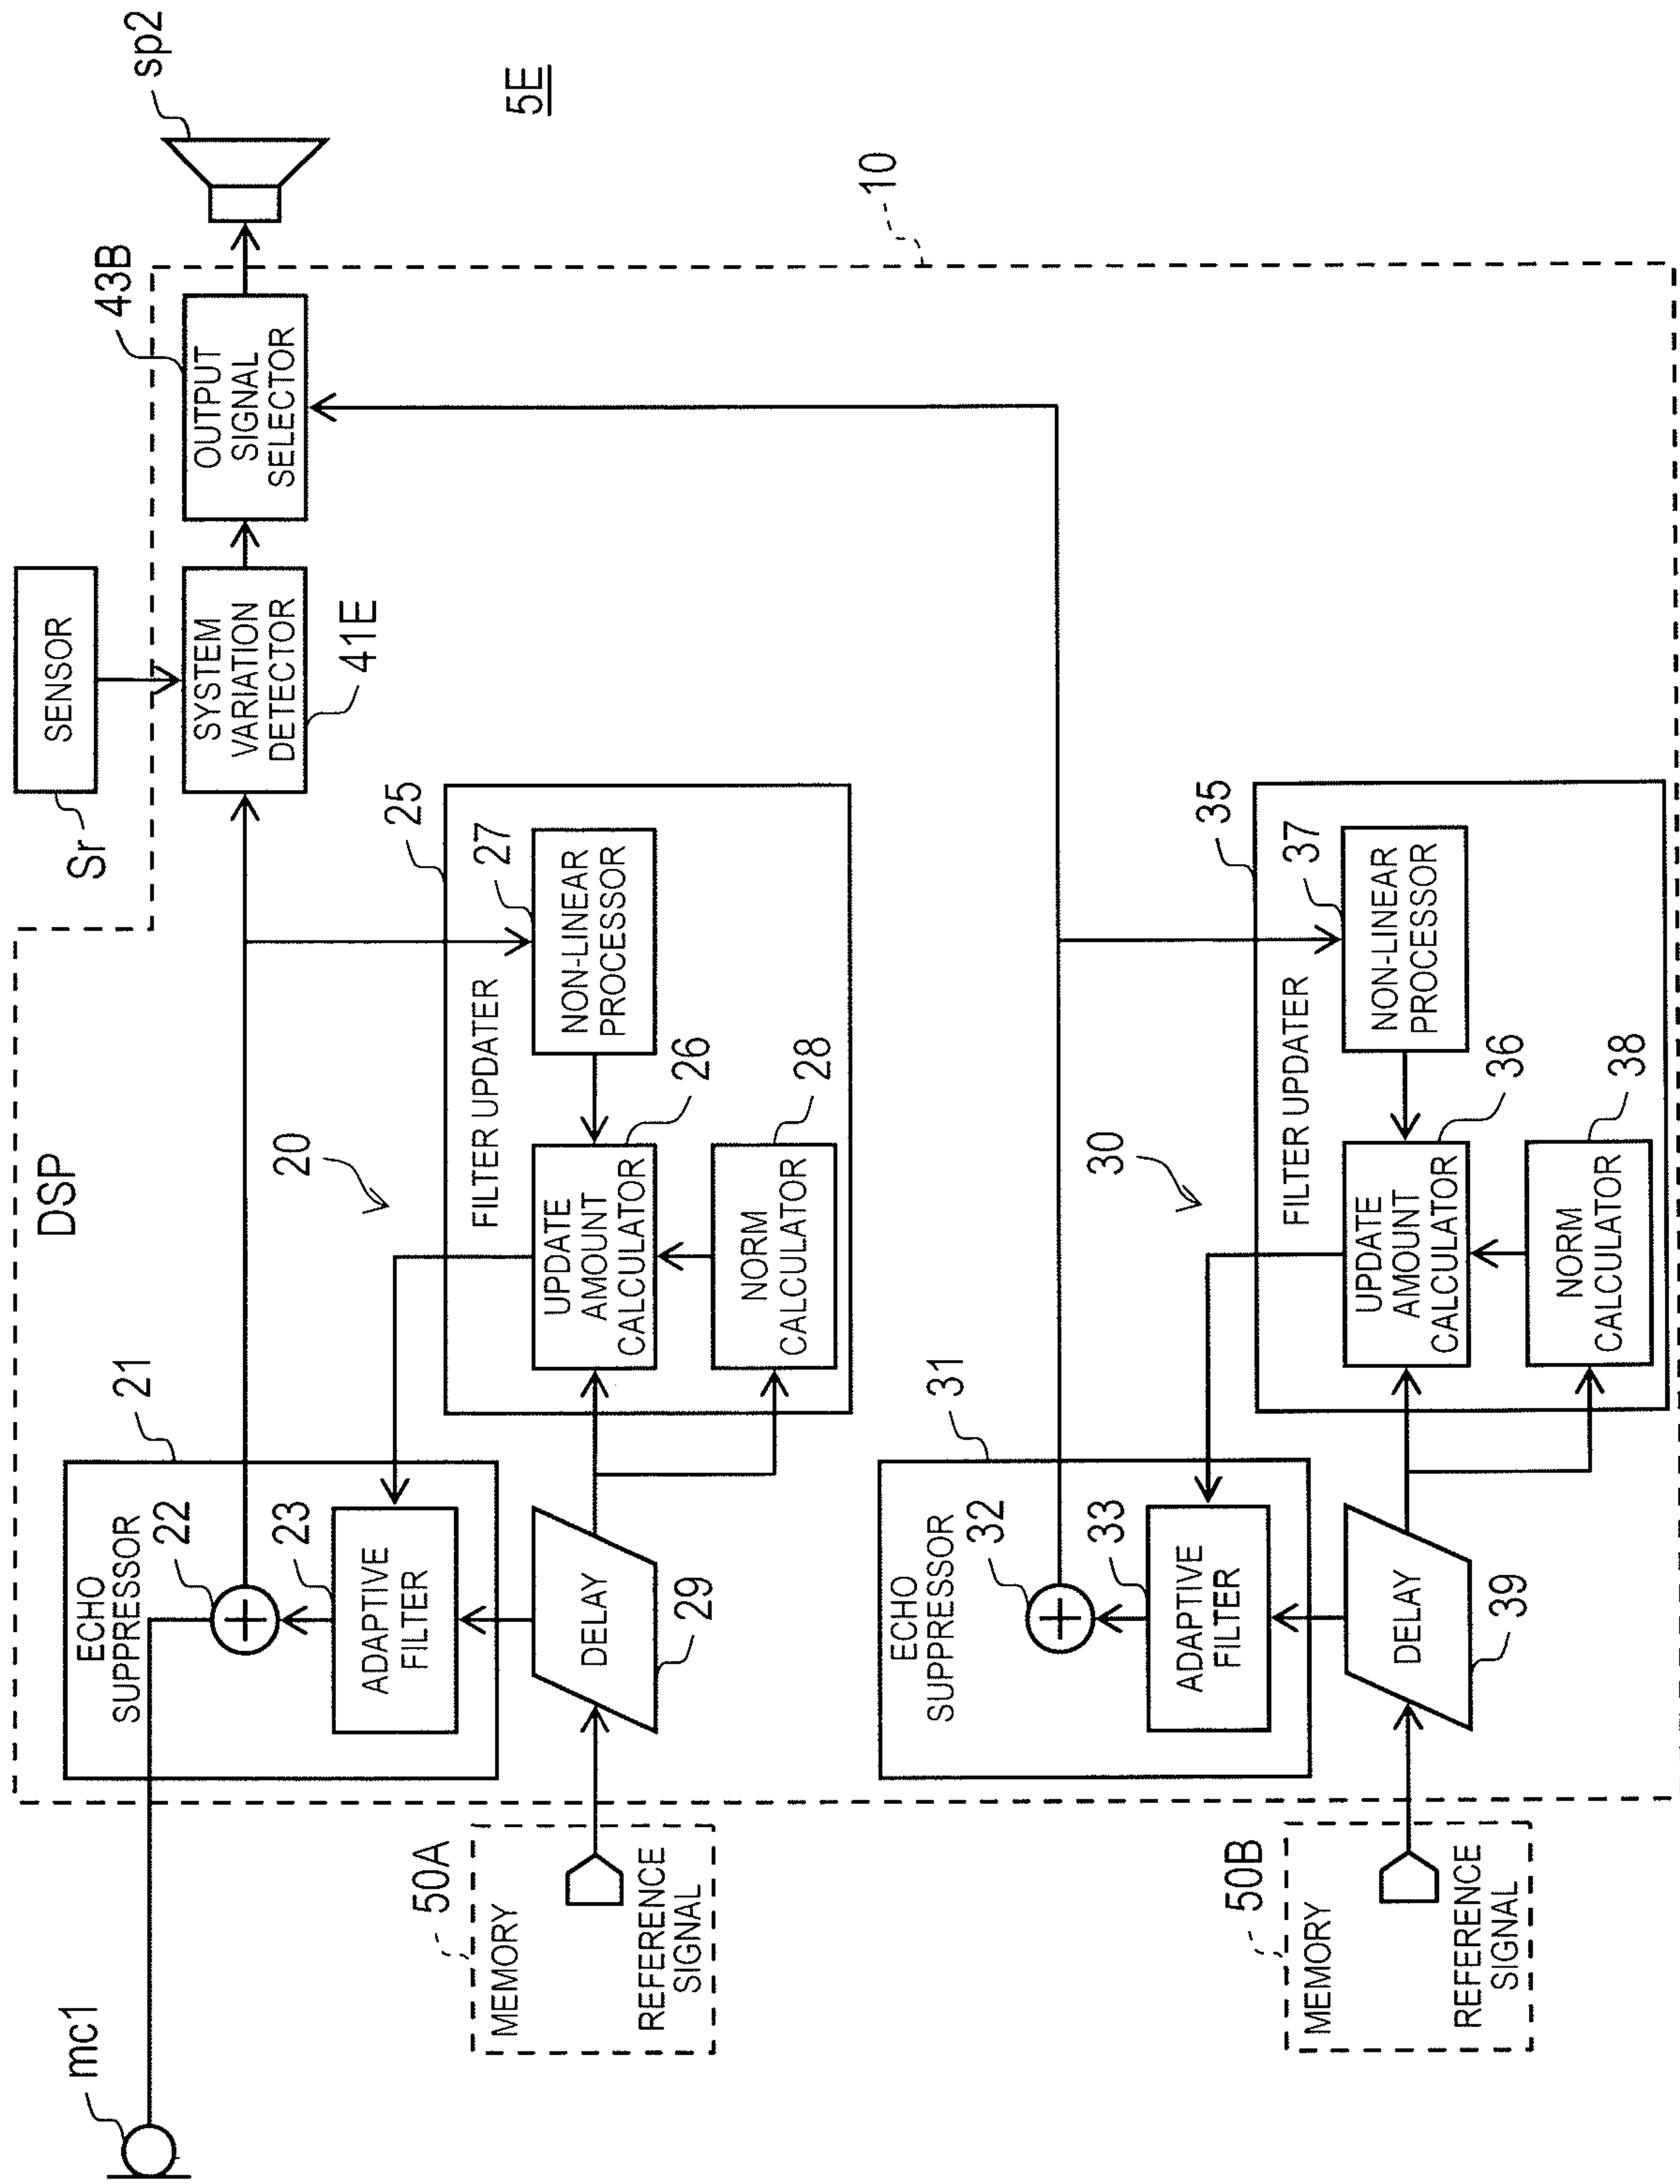 mc1
DSP
SENSOR
Sr
sp2
5E
10
43B
OUTPUT
SIGNAL
SELECTOR
SYSTEM
VARIATION
DETECTOR
41E
21
ECHO
SUPPRESSOR
22
23
ADAPTIVE
FILTER
20
25
FILTER UPDATER
27
NON-LINEAR
PROCESSOR
26
UPDATE
AMOUNT
CALCULATOR
28
NORM
CALCULATOR
DELAY
29
50A
MEMORY
REFERENCE
SIGNAL
31
ECHO
SUPPRESSOR
32
33
ADAPTIVE
FILTER
30
35
FILTER UPDATER
37
NON-LINEAR
PROCESSOR
36
UPDATE
AMOUNT
CALCULATOR
38
NORM
CALCULATOR
DELAY
39
50B
MEMORY
REFERENCE
SIGNAL